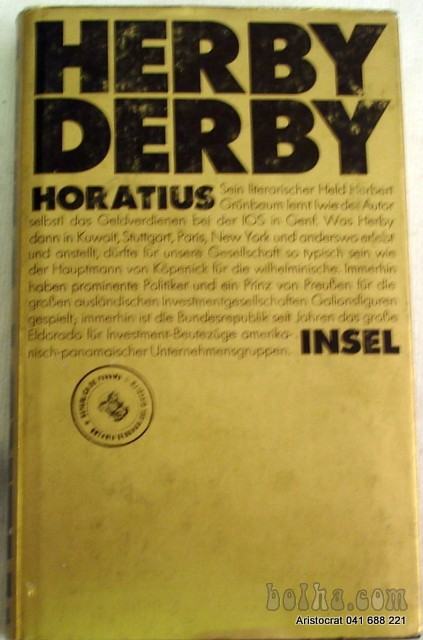 HERBY
DERBY
HORATIUS Sein literarischer Held Herbert
Grünbaum lernt (wie der Autor
selbst) das Geldverdienen bei der IOS in Genf. Was Herby
dann in Kuwait, Stuttgart, Paris, New York und anderswo erlebt
und anstellt, dürfte für unsere Gesellschaft so typisch sein wie
der Hauptmann von Köpenick für die wilhelminische. Immerhin
haben prominente Politiker und ein Prinz von Preußen für die
großen ausländischen Investmentgesellschaften Galionsfiguren
gespielt; immerhin ist die Bundesrepublik seit Jahren das große
Eldorado für Investment-Beutezüge amerika-
nisch-panamaischer Unternehmensgruppen. INSEL
bolha.com
Aristocrat 041 688 221